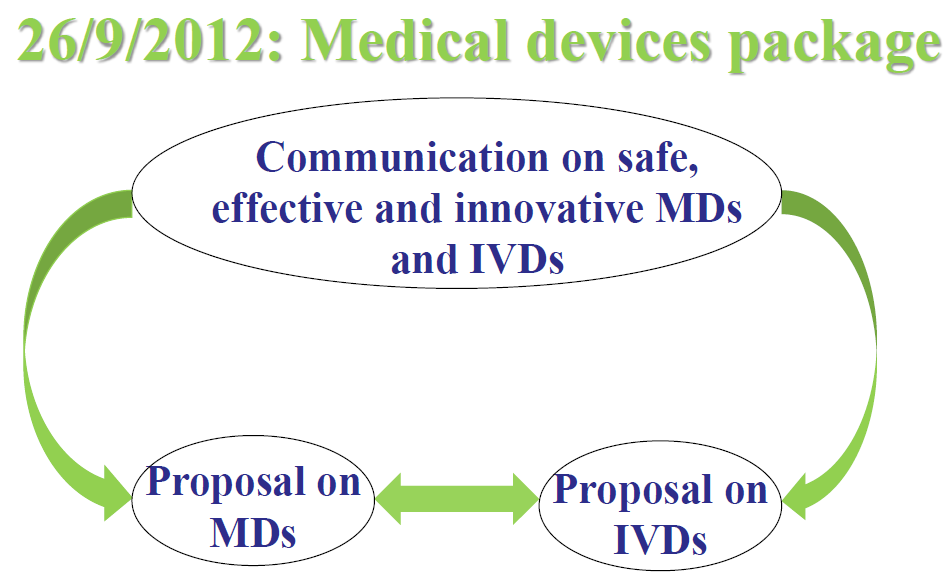 26/9/2012: Medical devices package
Communication on safe,
effective and innovative MDs
and IVDs
Proposal on
MDs
Proposal on
IVDs